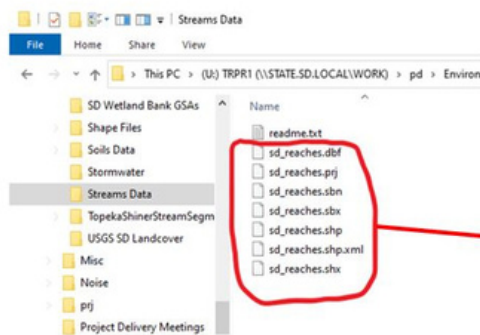 Streams Data
File Home Share View
This PC > (U:) TRPR1 (\\STATE.SD.LOCAL\WORK) > pd > Environ
SD Wetland Bank GSAs
Shape Files
Soils Data
Stormwater
Streams Data
TopekaShinerStreamSegm
USGS SD Landcover
Misc
Noise
prj
Project Delivery Meetings
Name
readme.txt
sd_reaches.dbf
sd_reaches.prj
sd_reaches.sbn
sd_reaches.sbx
sd_reaches.shp
sd_reaches.shp.xml
sd_reaches.shx